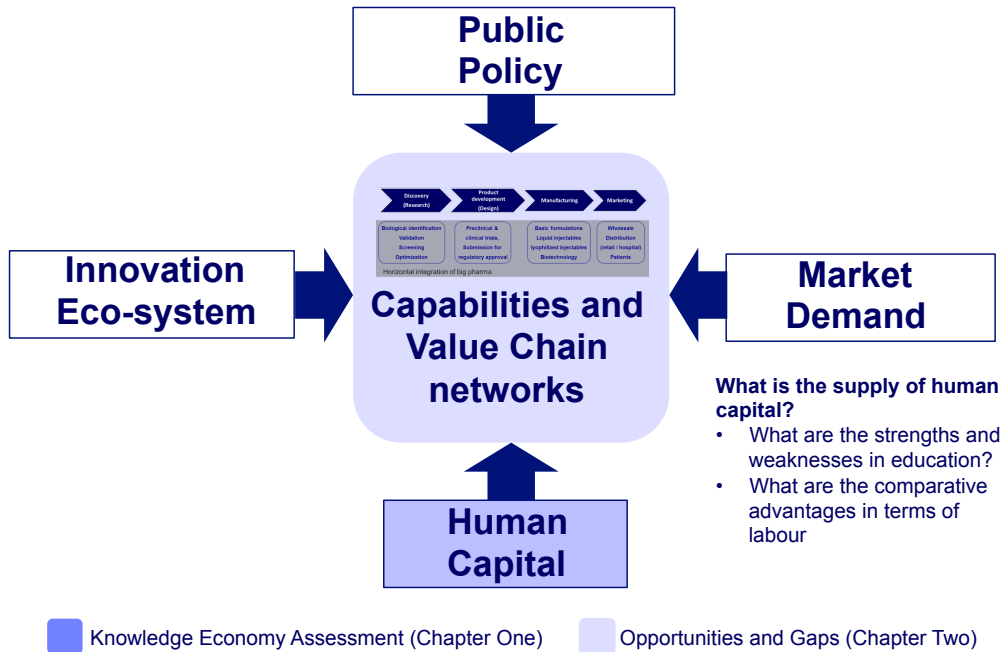 Public
Policy
Discovery
(Research)
Product
development
(Design)
Manufacturing
Marketing
Biological identification
Validation
Screening
Optimization
Preclinical &
clinical trials,
Submission for
regulatory approval
Basic formulations
Liquid injectables
lyophilized injectables
Biotechnology
Wholesale
Distribution
(retail / hospital)
Patients
Horizontal integration of big pharma
Innovation
Eco-system
Capabilities and
Value Chain
networks
Market
Demand
What is the supply of human
capital?
• What are the strengths and
weaknesses in education?
• What are the comparative
advantages in terms of
labour
Human
Capital
Knowledge Economy Assessment (Chapter One)
Opportunities and Gaps (Chapter Two)